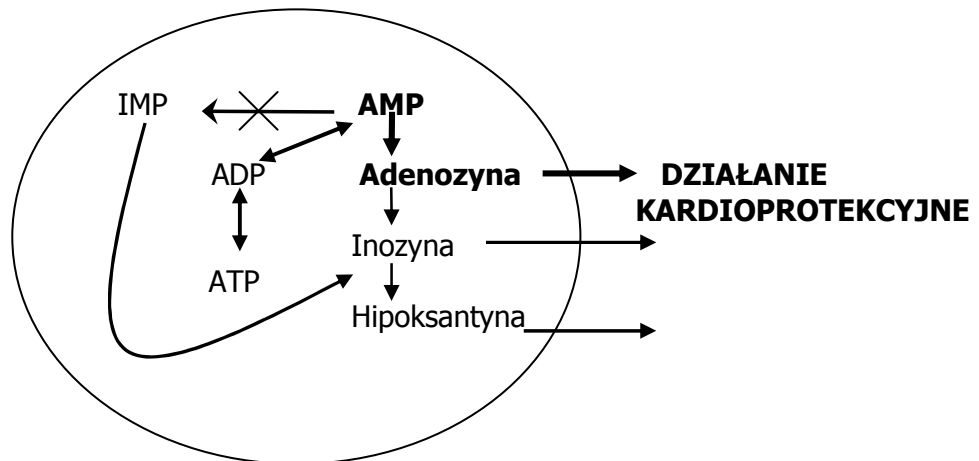 IMP
AMP
ADP
Adenozyna
DZIAŁANIE
KARDIOPROTEKCYJNE
Inozyna
ATP
Hipoksantyna